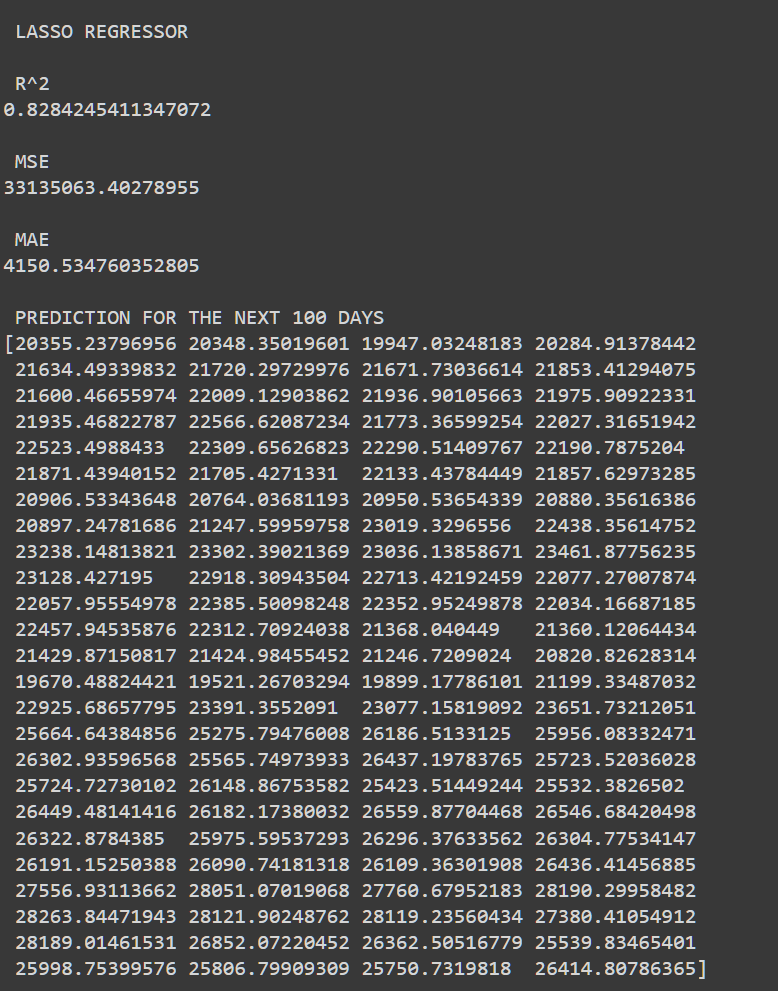 LASSO REGRESSOR
R^2
0.8284245411347072
MSE
33135063.40278955
MAE
4150.534760352805
PREDICTION FOR THE NEXT 100 DAYS
[20355.23796956 20348.35019601 19947.03248183 20284.91378442
21634.49339832 21720.29729976 21671.73036614 21853.41294075
21600.46655974 22009.12903862 21936.90105663 21975.90922331
21935.46822787 22566.62087234 21773.36599254 22027.31651942
22523.4988433 22309.65626823 22290.51409767 22190.7875204
21871.43940152 21705.4271331 22133.43784449 21857.62973285
20906.53343648 20764.03681193 20950.53654339 20880.35616386
20897.24781686 21247.59959758 23019.3296556 22438.35614752
23238.14813821 23302.39021369 23036.13858671 23461.87756235
23128.427195 22918.30943504 22713.42192459 22077.27007874
22057.95554978 22385.50098248 22352.95249878 22034.16687185
22457.94535876 22312.70924038 21368.040449 21360.12064434
21429.87150817 21424.98455452 21246.7209024 20820.82628314
19670.48824421 19521.26703294 19899.17786101 21199.33487032
22925.68657795 23391.3552091 23077.15819092 23651.73212051
25664.64384856 25275.79476008 26186.5133125 25956.08332471
26302.93596568 25565.74973933 26437.19783765 25723.52036028
25724.72730102 26148.86753582 25423.51449244 25532.3826502
26449.48141416 26182.17380032 26559.87704468 26546.68420498
26322.8784385 25975.59537293 26296.37633562 26304.77534147
26191.15250388 26090.74181318 26109.36301908 26436.41456885
27556.93113662 28051.07019068 27760.67952183 28190.29958482
28263.84471943 28121.90248762 28119.23560434 27380.41054912
28189.01461531 26852.07220452 26362.50516779 25539.83465401
25998.75399576 25806.79909309 25750.7319818 26414.80786365]